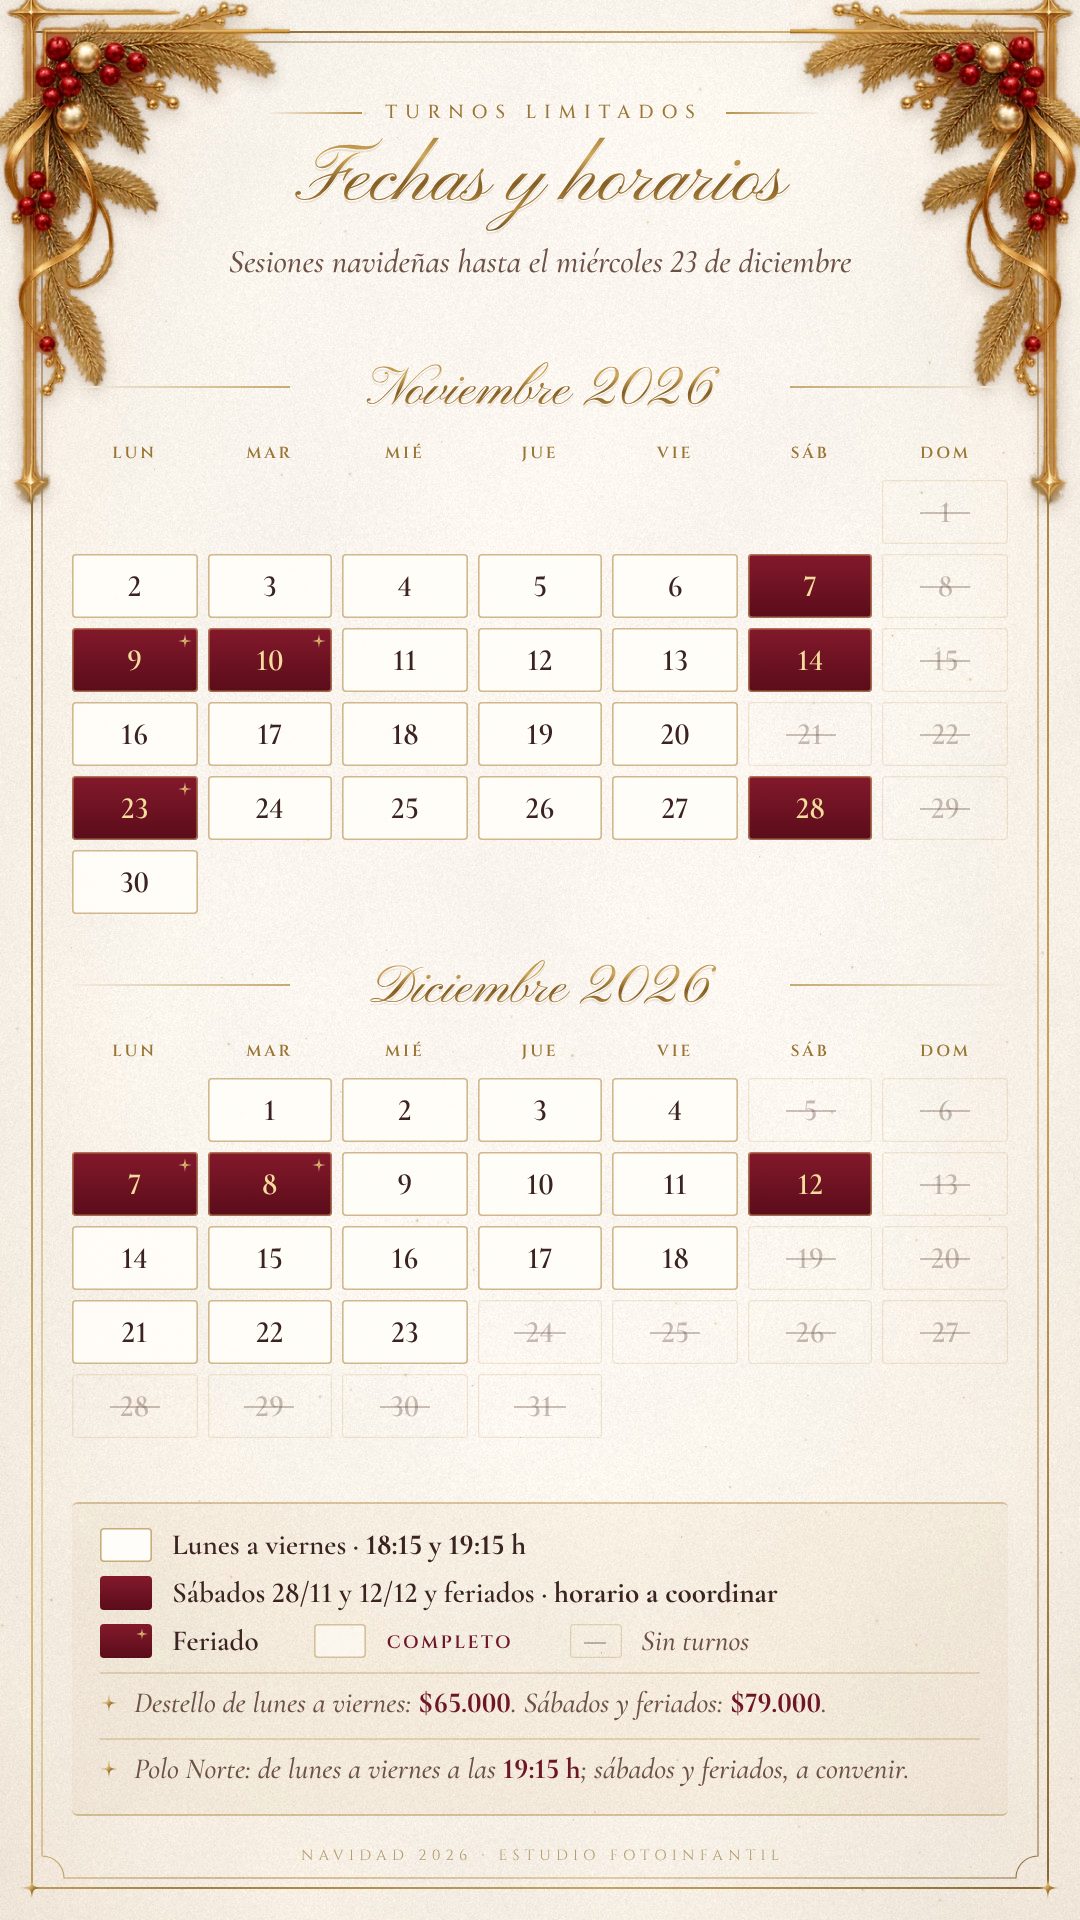 TURNOS LIMITADOS
Fechas y horarios
Sesiones navideñas hasta el miércoles 23 de diciembre
Noviembre 2026
LUN MAR MIÉ JUE VIE SÁB DOM
1
2 3 4 5 6 7 8
9 10 11 12 13 14 15
16 17 18 19 20 21 22
23 24 25 26 27 28 29
30
Diciembre 2026
LUN MAR MIÉ JUE VIE SÁB DOM
1 2 3 4 5 6
7 8 9 10 11 12 13
14 15 16 17 18 19 20
21 22 23 24 25 26 27
28 29 30 31
Lunes a viernes · 18:15 y 19:15 h
Sábados 28/11 y 12/12 y feriados · horario a coordinar
Feriado COMPLETO Sin turnos
Destello de lunes a viernes: $65.000. Sábados y feriados: $79.000.
Polo Norte: de lunes a viernes a las 19:15 h; sábados y feriados, a convenir.
NAVIDAD 2026 · ESTUDIO FOTOINFANTIL